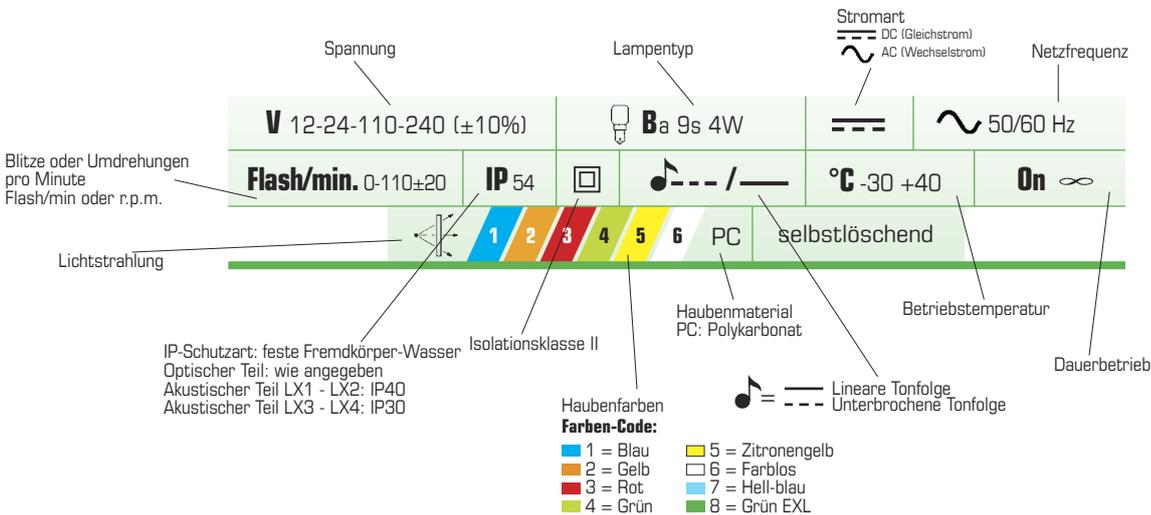 Stromart
DC (Gleichstrom)
AC (Wechselstrom)
Spannung
Lampentyp
Netzfrequenz
V 12-24-110-240 (±10%)
Ba 9s 4W
50/60 Hz
Blitze oder Umdrehungen
pro Minute
Flash/min oder r.p.m.
Flash/min. 0-110±20
IP 54
/
°C -30 +40
On ∞
Lichtstrahlung
1 2 3 4 5 6 PC
selbstlöschend
IP-Schutzart: feste Fremdkörper-Wasser
Optischer Teil: wie angegeben
Akustischer Teil LX1 - LX2: IP40
Akustischer Teil LX3 - LX4: IP30
Isolationsklasse II
Haubenmaterial
PC: Polykarbonat
Betriebstemperatur
Dauerbetrieb
= Lineare Tonfolge
Unterbrochene Tonfolge
Haubenfarben
Farben-Code:
1 = Blau
2 = Gelb
3 = Rot
4 = Grün
5 = Zitronengelb
6 = Farblos
7 = Hell-blau
8 = Grün EXL